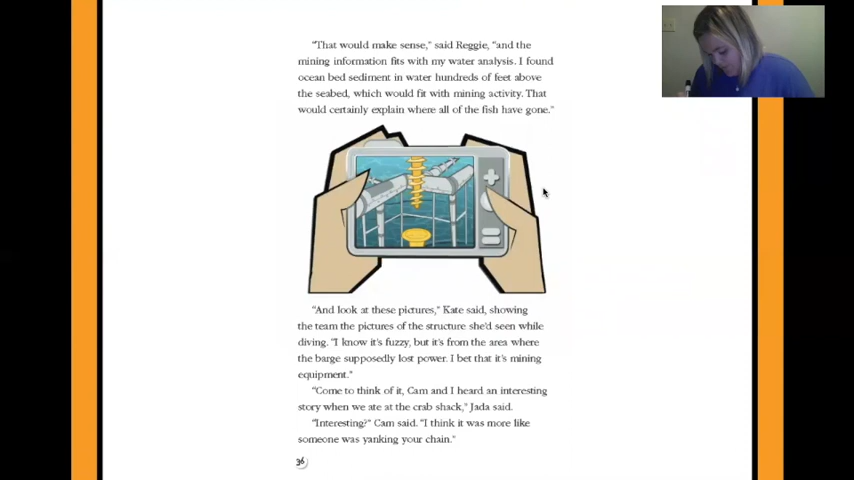 “That would make sense,” said Reggie, “and the
mining information fits with my water analysis. I found
ocean bed sediment in water hundreds of feet above
the seabed, which would fit with mining activity. That
would certainly explain where all of the fish have gone.”
“And look at these pictures,” Kate said, showing
the team the pictures of the structure she’d seen while
diving. “I know it’s fuzzy, but it’s from the area where
the barge supposedly lost power. I bet that it’s mining
equipment.”
“Come to think of it, Cam and I heard an interesting
story when we ate at the crab shack,” Jada said.
“Interesting?” Cam said. “I think it was more like
someone was yanking your chain.”
36